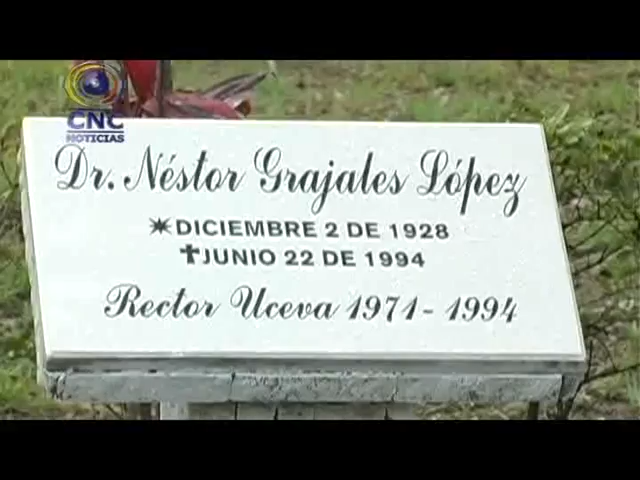 CNC
NOTICIAS
Dr. Néstor Grajales López
DICIEMBRE 2 DE 1928
JUNIO 22 DE 1994
Rector Uceva 1971 - 1994